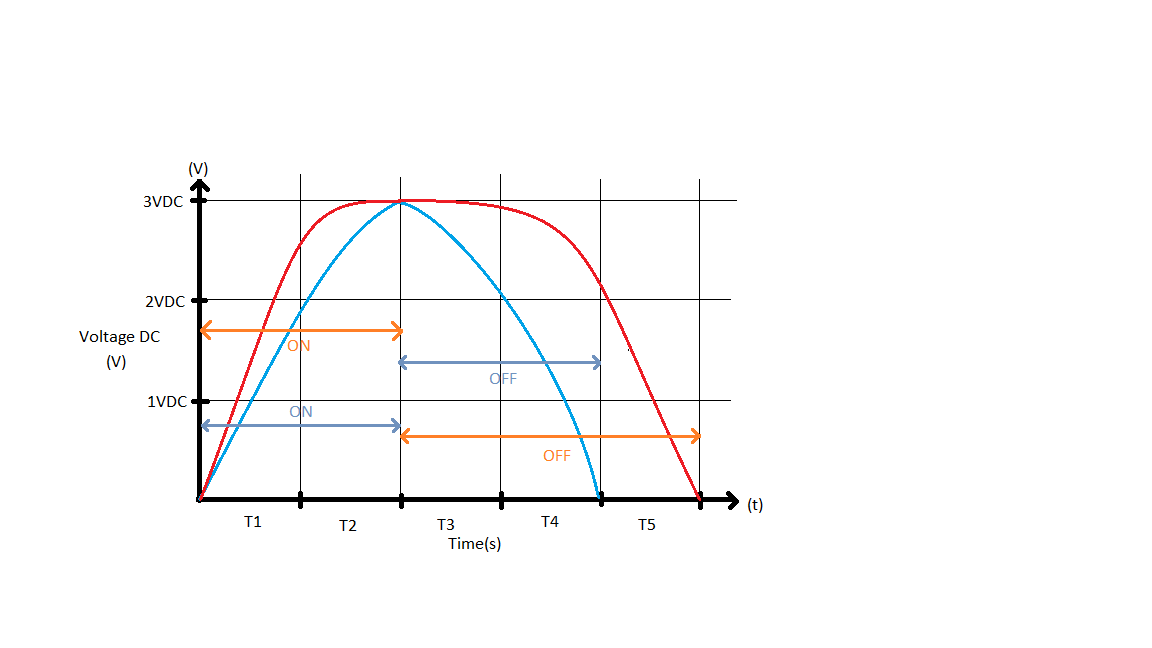 (V)
3VDC
2VDC
Voltage DC
(V)
ON
OFF
1VDC
ON
OFF
(t)
T1
T2
T3
T4
T5
Time(s)